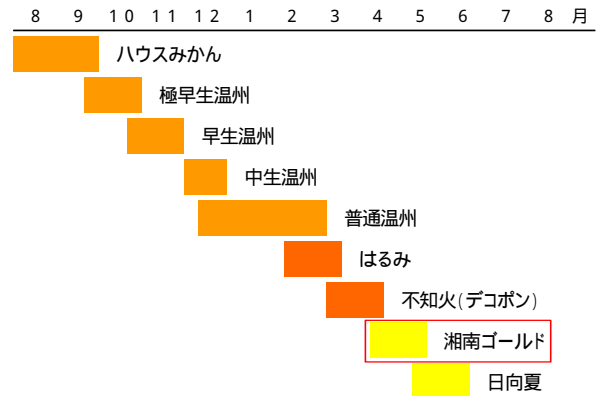 8 9 10 11 12 1 2 3 4 5 6 7 8 月
ハウスみかん
極早生温州
早生温州
中生温州
普通温州
はるみ
不知火(デコポン)
湘南ゴールド
日向夏